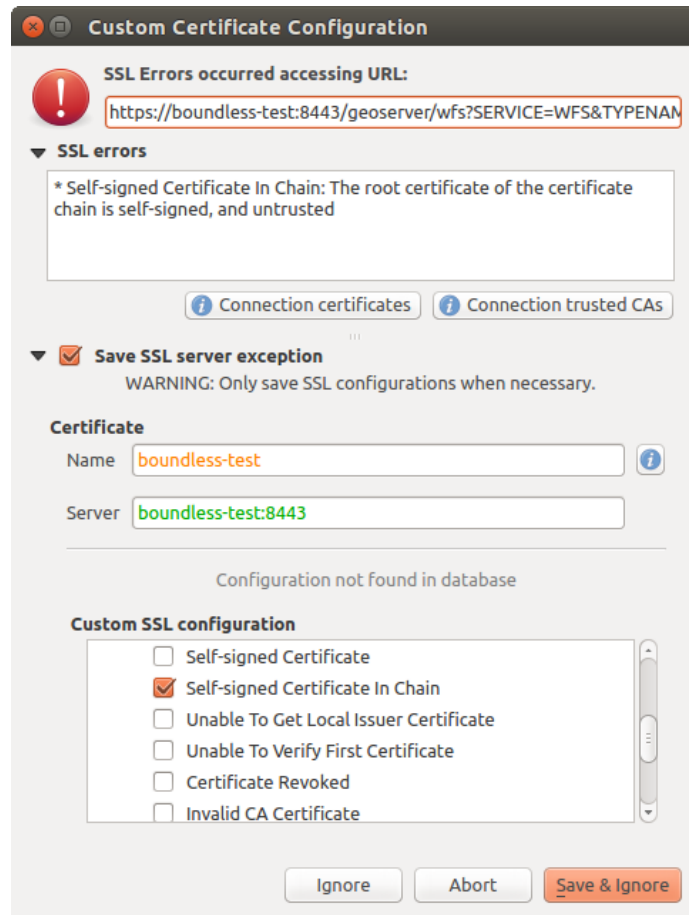 Custom Certificate Configuration
SSL Errors occurred accessing URL:
https://boundless-test:8443/geoserver/wfs?SERVICE=WFS&TYPENAM
SSL errors
* Self-signed Certificate In Chain: The root certificate of the certificate
chain is self-signed, and untrusted
Connection certificates
Connection trusted CAs
Save SSL server exception
WARNING: Only save SSL configurations when necessary.
Certificate
Name boundless-test
Server boundless-test:8443
Configuration not found in database
Custom SSL configuration
Self-signed Certificate
Self-signed Certificate In Chain
Unable To Get Local Issuer Certificate
Unable To Verify First Certificate
Certificate Revoked
Invalid CA Certificate
Ignore
Abort
Save & Ignore